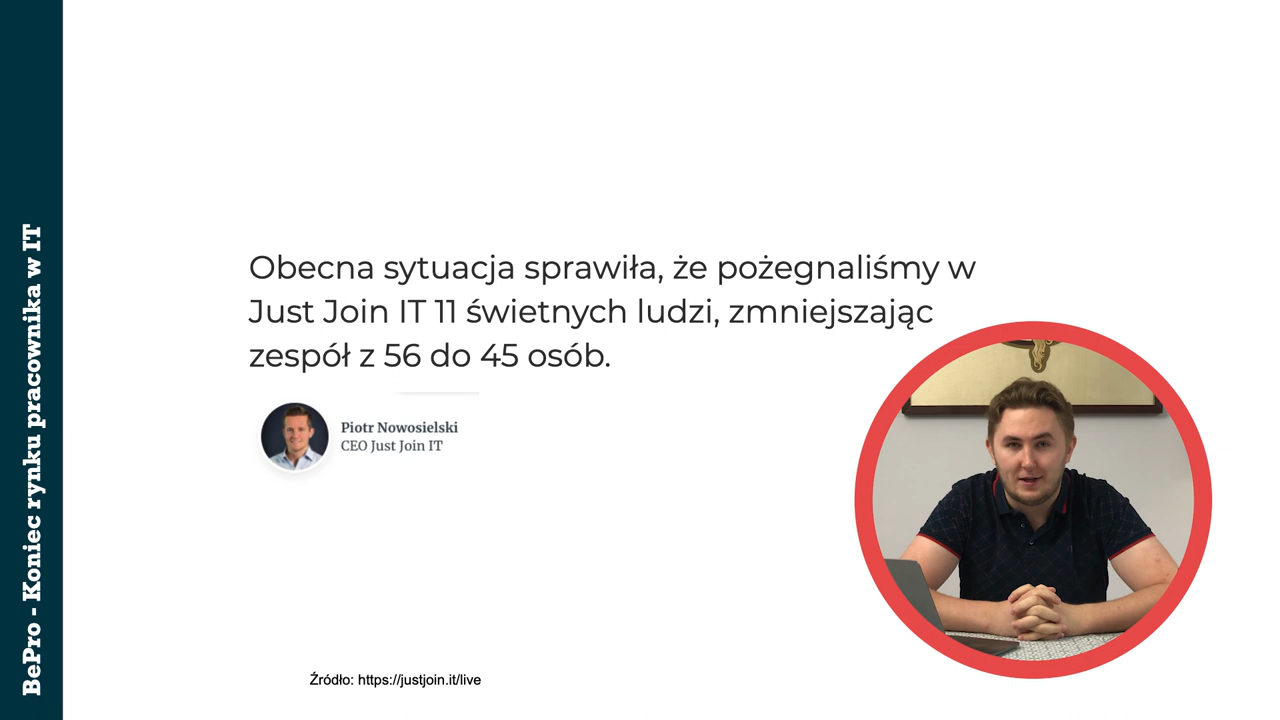 BePro - Koniec rynku pracownika w IT
Obecna sytuacja sprawiła, że pożegnaliśmy w
Just Join IT 11 świetnych ludzi, zmniejszając
zespół z 56 do 45 osób.
Piotr Nowosielski
CEO Just Join IT
Źródło: https://justjoin.it/live